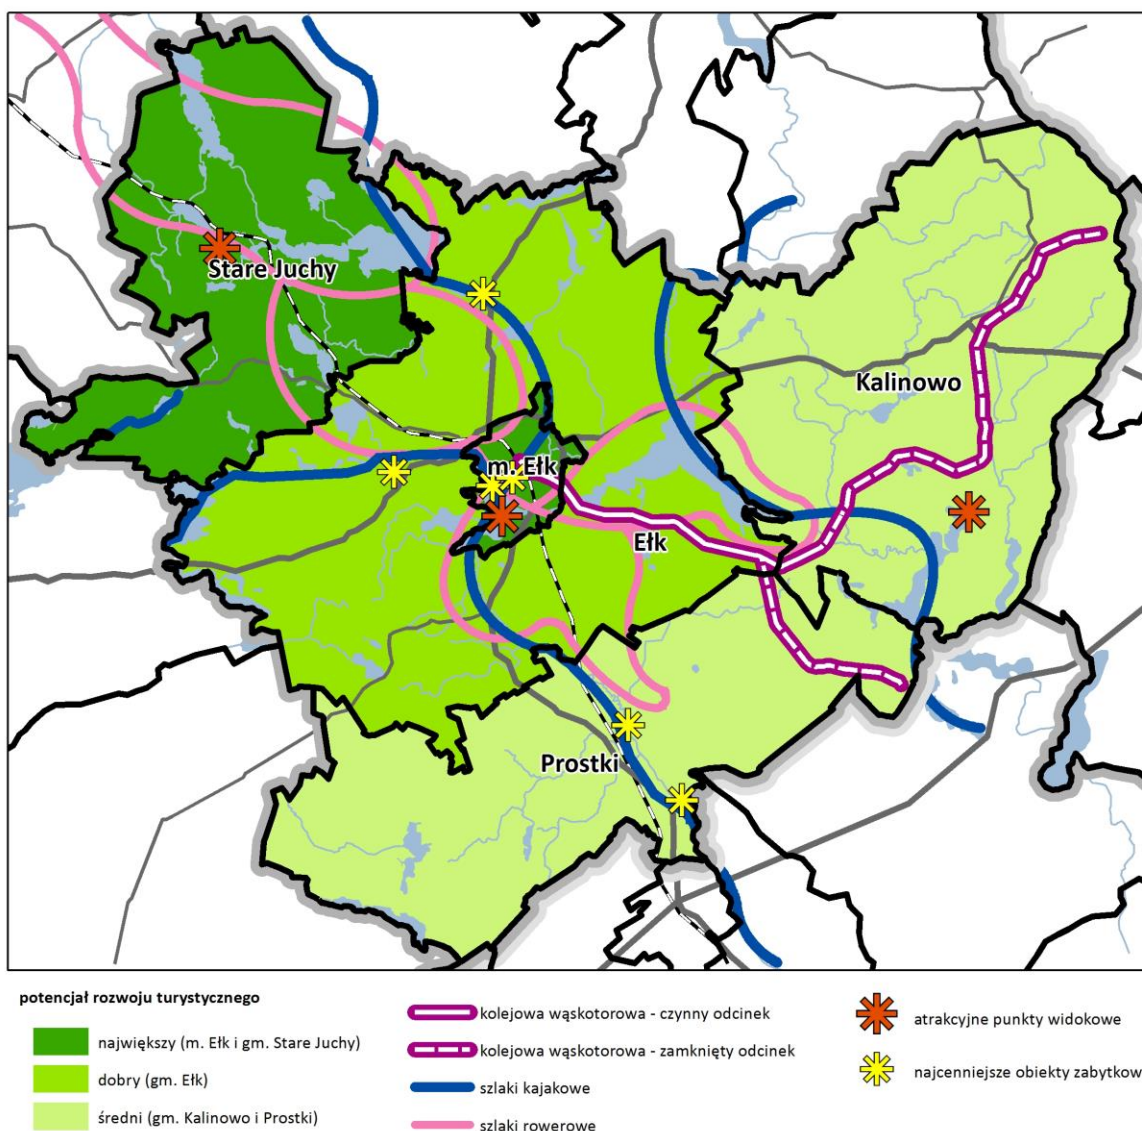 Stare Juchy
Kalinowo
m. Ełk
Ełk
Prostki
potencjał rozwoju turystycznego
największy (m. Ełk i gm. Stare Juchy)
dobry (gm. Ełk)
średni (gm. Kalinowo i Prostki)
kolejowa wąskotorowa - czynny odcinek
kolejowa wąskotorowa - zamknięty odcinek
szlaki kajakowe
szlaki rowerowe
atrakcyjne punkty widokowe
najcenniejsze obiekty zabytkow